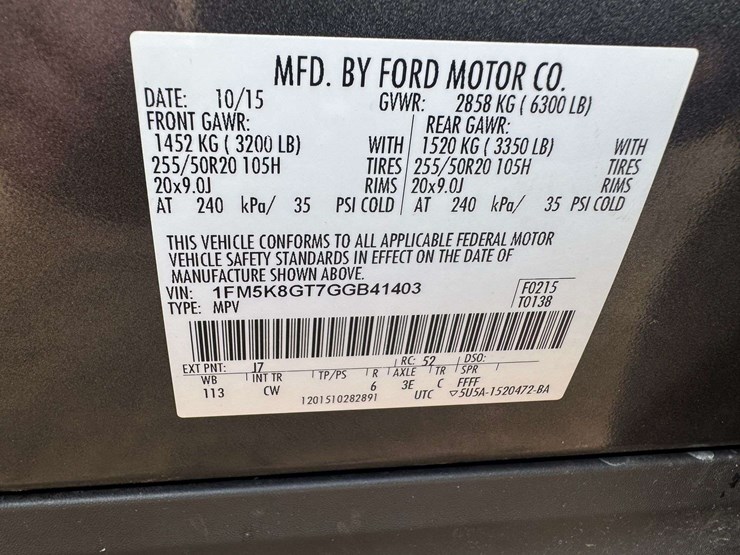 MFD. BY FORD MOTOR CO.
DATE: 10/15 GVWR: 2858 KG ( 6300 LB)
FRONT GAWR: REAR GAWR:
1452 KG ( 3200 LB) WITH 1520 KG ( 3350 LB) WITH
255/50R20 105H TIRES 255/50R20 105H TIRES
20x9.0J RIMS 20x9.0J RIMS
AT 240 kPa/ 35 PSI COLD AT 240 kPa/ 35 PSI COLD
THIS VEHICLE CONFORMS TO ALL APPLICABLE FEDERAL MOTOR
VEHICLE SAFETY STANDARDS IN EFFECT ON THE DATE OF
MANUFACTURE SHOWN ABOVE.
VIN: 1FM5K8GT7GGB41403 F0215
TYPE: MPV T0138
EXT PNT: J7 RC: 52 DSO:
WB INT TR TP/PS R AXLE TR SPR
113 CW 6 3E C FFFF
1201510282891 UTC ▽5U5A-1520472-BA